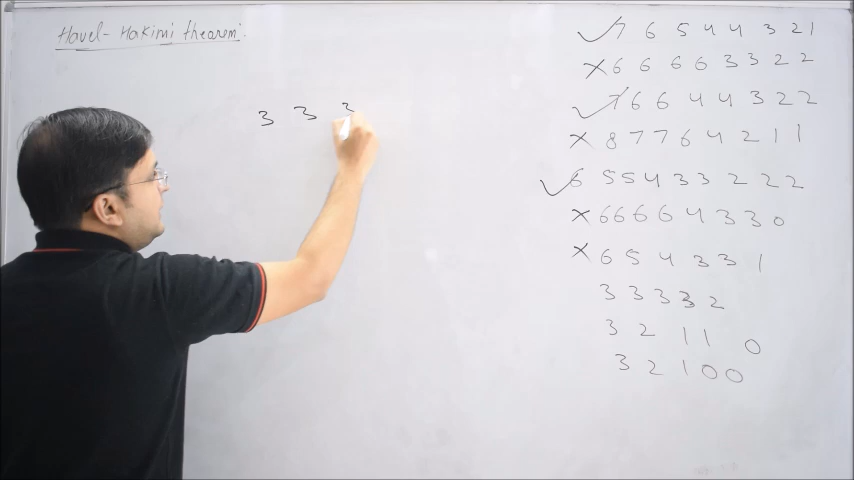 Havel-Hakimi theorem:
3 3 3
✓ 7 6 5 4 4 3 2 1
× 6 6 6 6 3 3 2 2
✓ 7 6 6 4 4 3 2 2
× 8 7 7 6 4 2 1 1
✓ 6 5 5 4 3 3 2 2 2
× 6 6 6 6 4 3 3 0
× 6 5 4 3 3 1
3 3 3 3 2
3 2 1 1 0
3 2 1 0 0